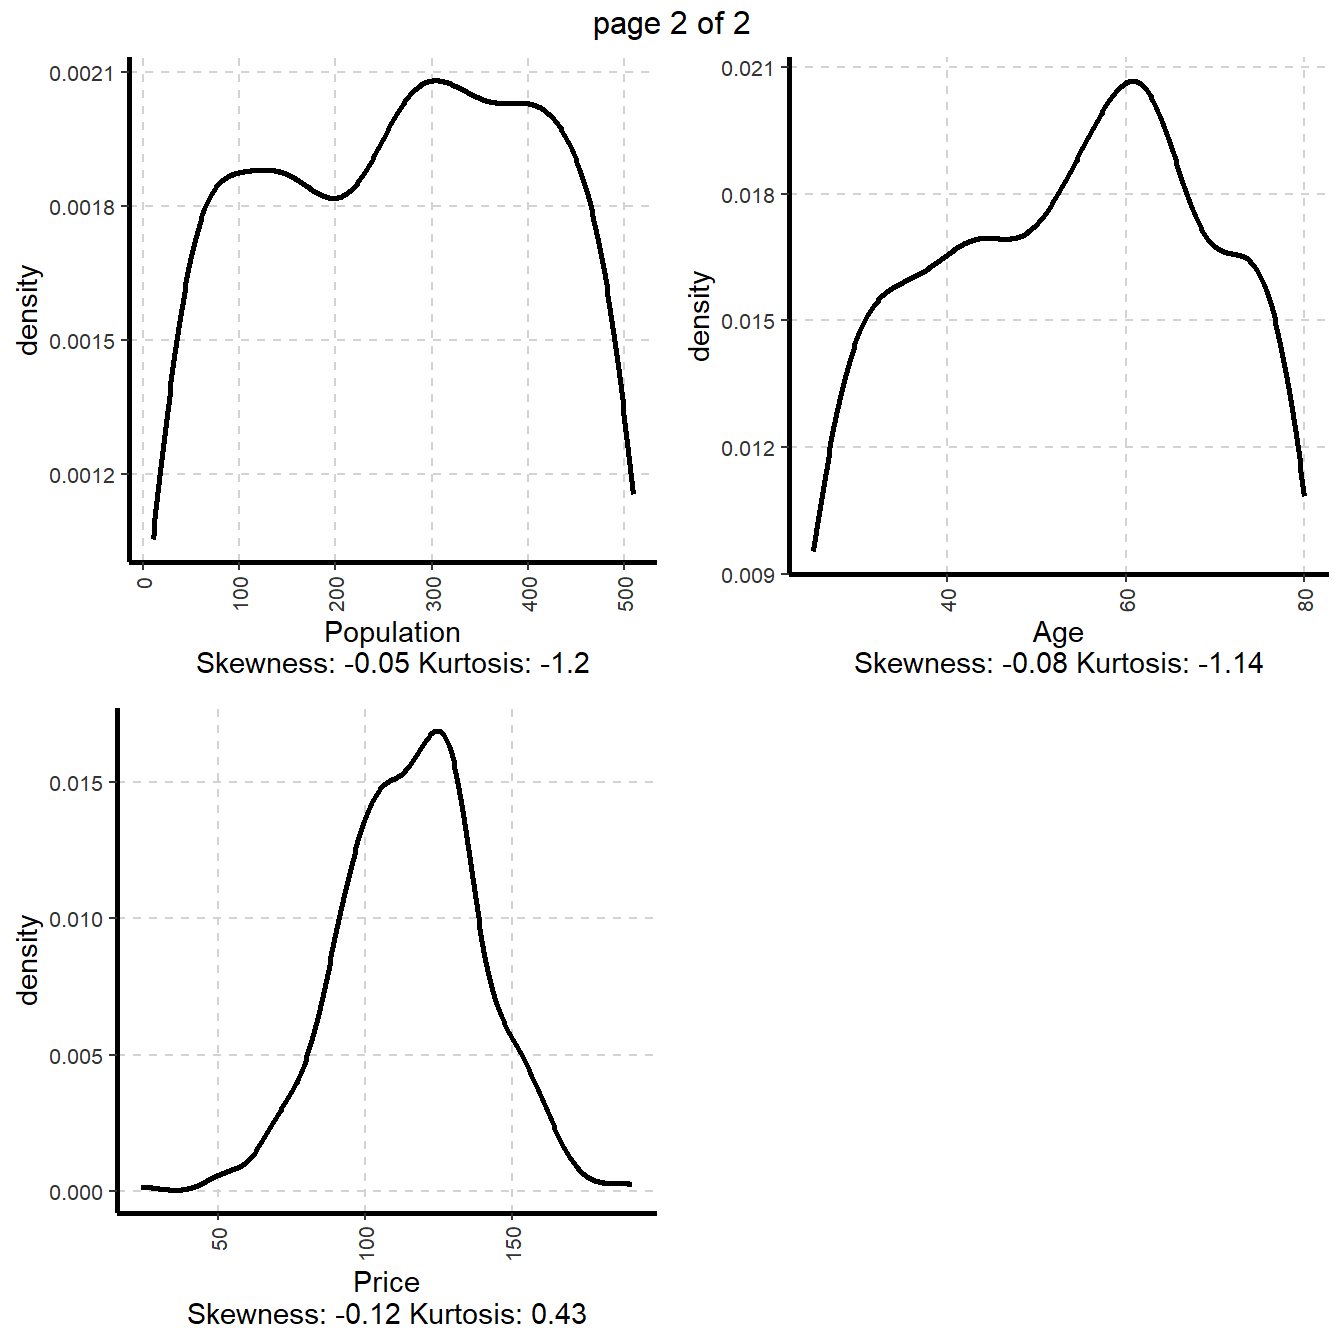 page 2 of 2
0.0021
0.0018
0.0015
0.0012
density
0 100 200 300 400 500
Population
Skewness: -0.05 Kurtosis: -1.2
0.021
0.018
0.015
0.012
0.009
density
40 60 80
Age
Skewness: -0.08 Kurtosis: -1.14
0.015
0.010
0.005
0.000
density
50 100 150
Price
Skewness: -0.12 Kurtosis: 0.43